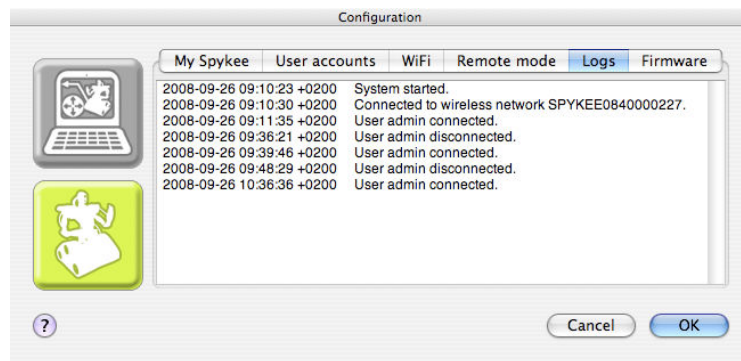 Configuration
My Spykee User accounts WiFi Remote mode Logs Firmware
2008-09-26 09:10:23 +0200 System started.
2008-09-26 09:10:30 +0200 Connected to wireless network SPYKEE0840000227.
2008-09-26 09:11:35 +0200 User admin connected.
2008-09-26 09:36:21 +0200 User admin disconnected.
2008-09-26 09:39:46 +0200 User admin connected.
2008-09-26 09:48:29 +0200 User admin disconnected.
2008-09-26 10:36:36 +0200 User admin connected.
? Cancel OK